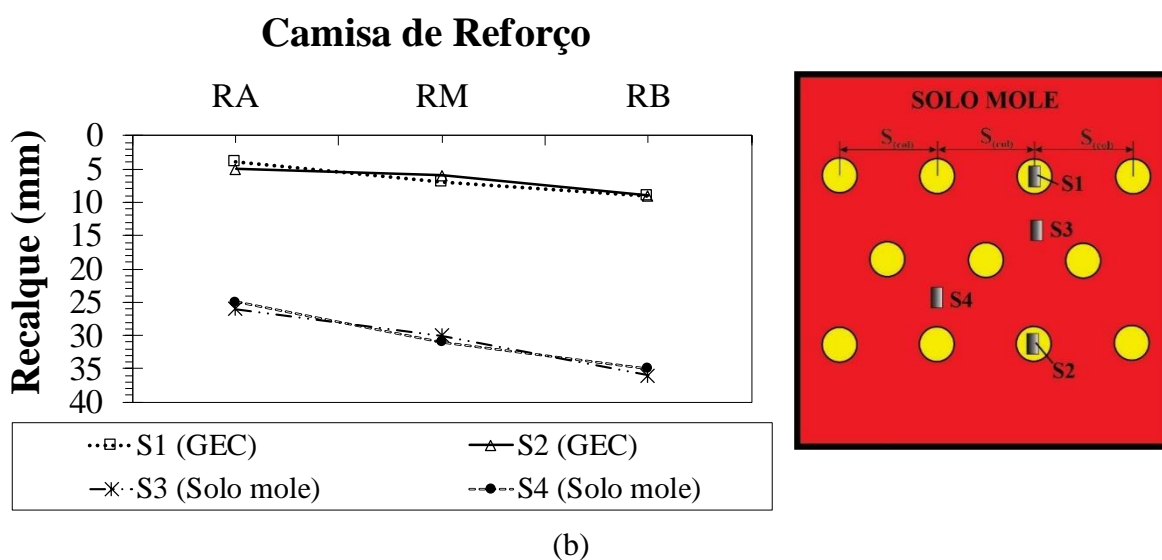 Camisa de Reforço
RA RM RB
Recalque (mm)
0
5
10
15
20
25
30
35
40
S1 (GEC) S2 (GEC)
S3 (Solo mole) S4 (Solo mole)
SOLO MOLE
S(col) S(col) S(col)
S1
S3
S4
S2
(b)